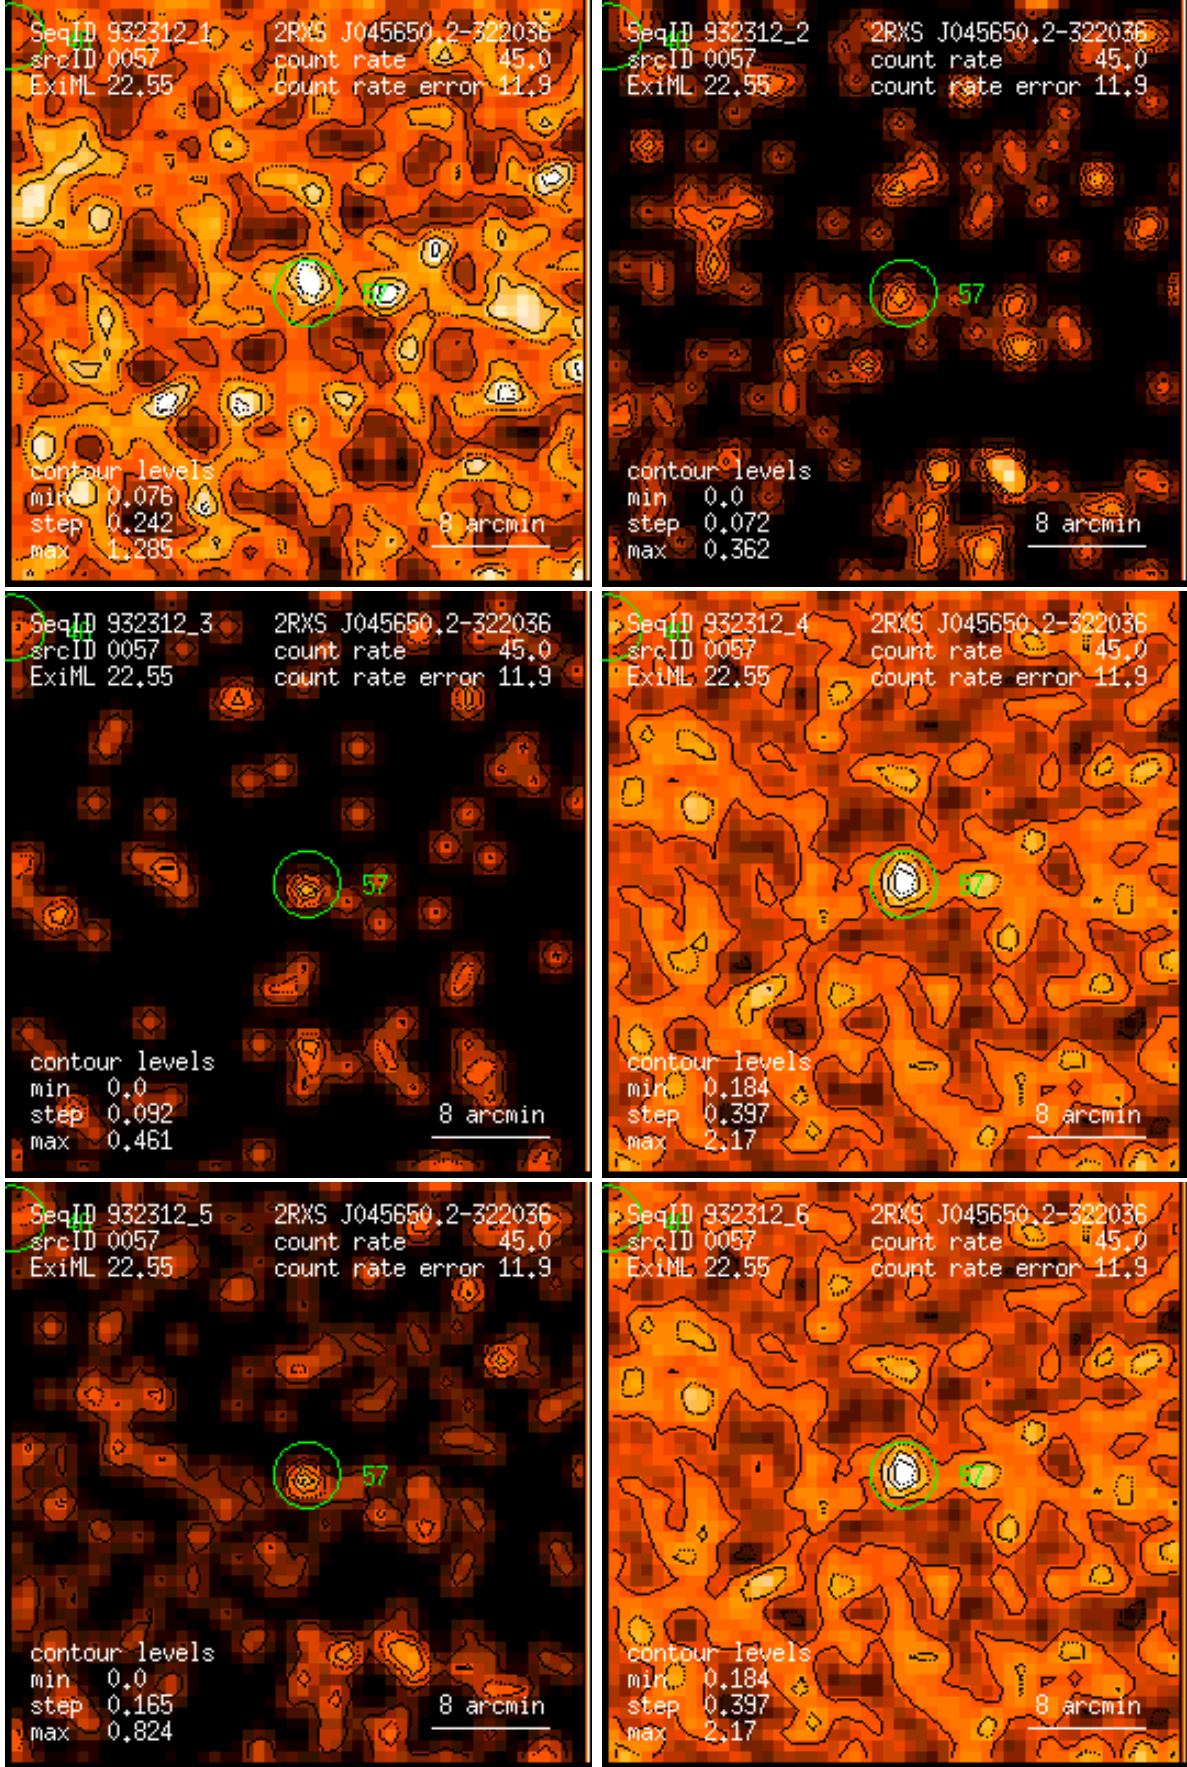 SeqID 932312_1 2RXS J045650.2-322036
srcID 0057 count rate 45.0
ExiML 22.55 count rate error 11.9
57
contour levels
min 0.076
step 0.242
max 1.285
8 arcmin
SeqID 932312_2 2RXS J045650.2-322036
srcID 0057 count rate 45.0
ExiML 22.55 count rate error 11.9
57
contour levels
min 0.0
step 0.072
max 0.362
8 arcmin
SeqID 932312_3 2RXS J045650.2-322036
srcID 0057 count rate 45.0
ExiML 22.55 count rate error 11.9
57
contour levels
min 0.0
step 0.092
max 0.461
8 arcmin
SeqID 932312_4 2RXS J045650.2-322036
srcID 0057 count rate 45.0
ExiML 22.55 count rate error 11.9
57
contour levels
min 0.184
step 0.397
max 2.17
8 arcmin
SeqID 932312_5 2RXS J045650.2-322036
srcID 0057 count rate 45.0
ExiML 22.55 count rate error 11.9
57
contour levels
min 0.0
step 0.165
max 0.824
8 arcmin
SeqID 932312_6 2RXS J045650.2-322036
srcID 0057 count rate 45.0
ExiML 22.55 count rate error 11.9
57
contour levels
min 0.184
step 0.397
max 2.17
8 arcmin